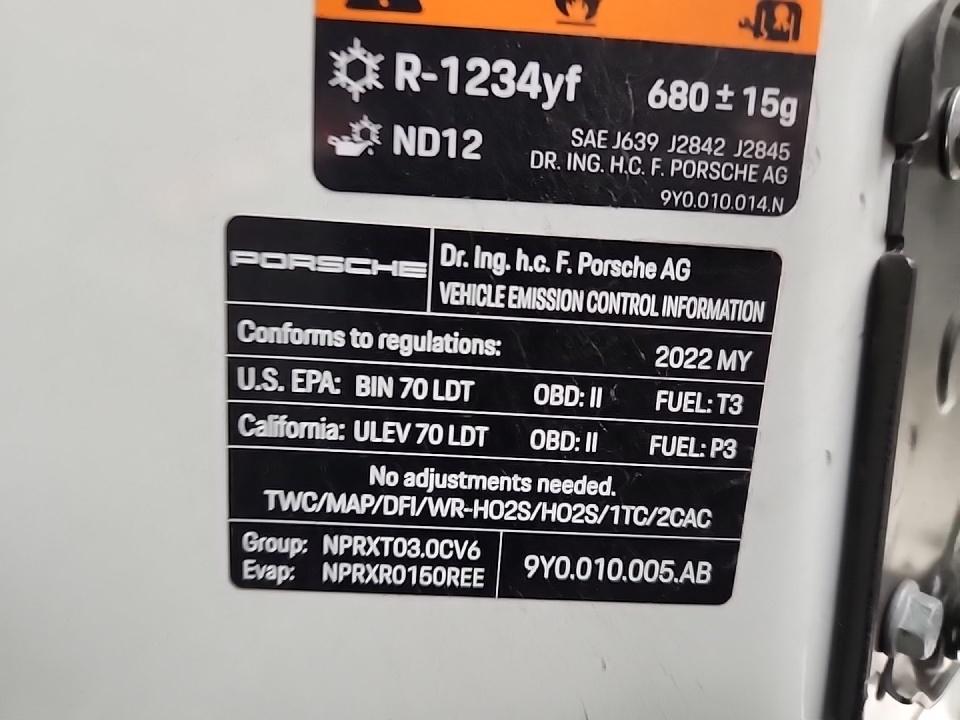 R-1234yf 680 ± 15g
ND12 SAE J639 J2842 J2845
DR. ING. H.C. F. PORSCHE AG
9Y0.010.014.N
PORSCHE Dr. Ing. h.c. F. Porsche AG
VEHICLE EMISSION CONTROL INFORMATION
Conforms to regulations: 2022 MY
U.S. EPA: BIN 70 LDT OBD: II FUEL: T3
California: ULEV 70 LDT OBD: II FUEL: P3
No adjustments needed.
TWC/MAP/DFI/WR-HO2S/HO2S/1TC/2CAC
Group: NPRXT03.0CV6
Evap: NPRXR0150REE
9Y0.010.005.AB